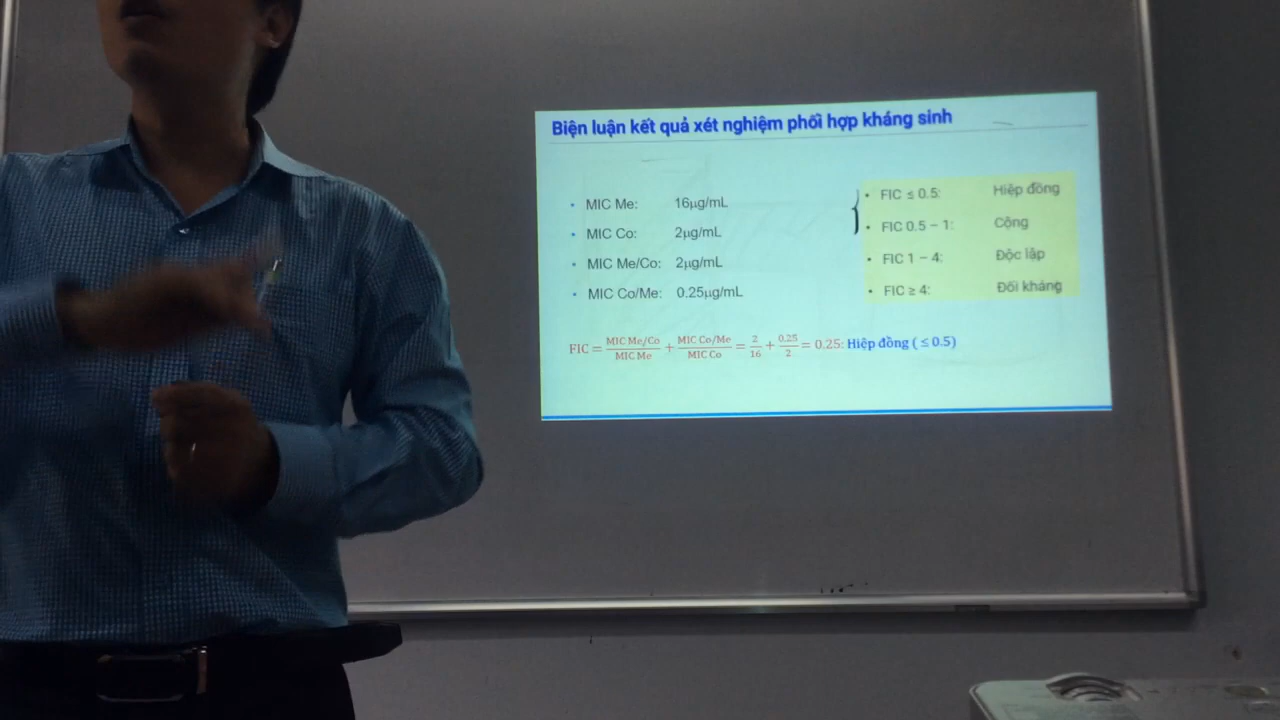 Biện luận kết quả xét nghiệm phối hợp kháng sinh
• MIC Me: 16µg/mL
• MIC Co: 2µg/mL
• MIC Me/Co: 2µg/mL
• MIC Co/Me: 0.25µg/mL
• FIC ≤ 0.5: Hiệp đồng
• FIC 0.5 – 1: Cộng
• FIC 1 – 4: Độc lập
• FIC ≥ 4: Đối kháng
FIC = MIC Me/Co / MIC Me + MIC Co/Me / MIC Co = 2/16 + 0.25/2 = 0.25: Hiệp đồng ( ≤ 0.5)